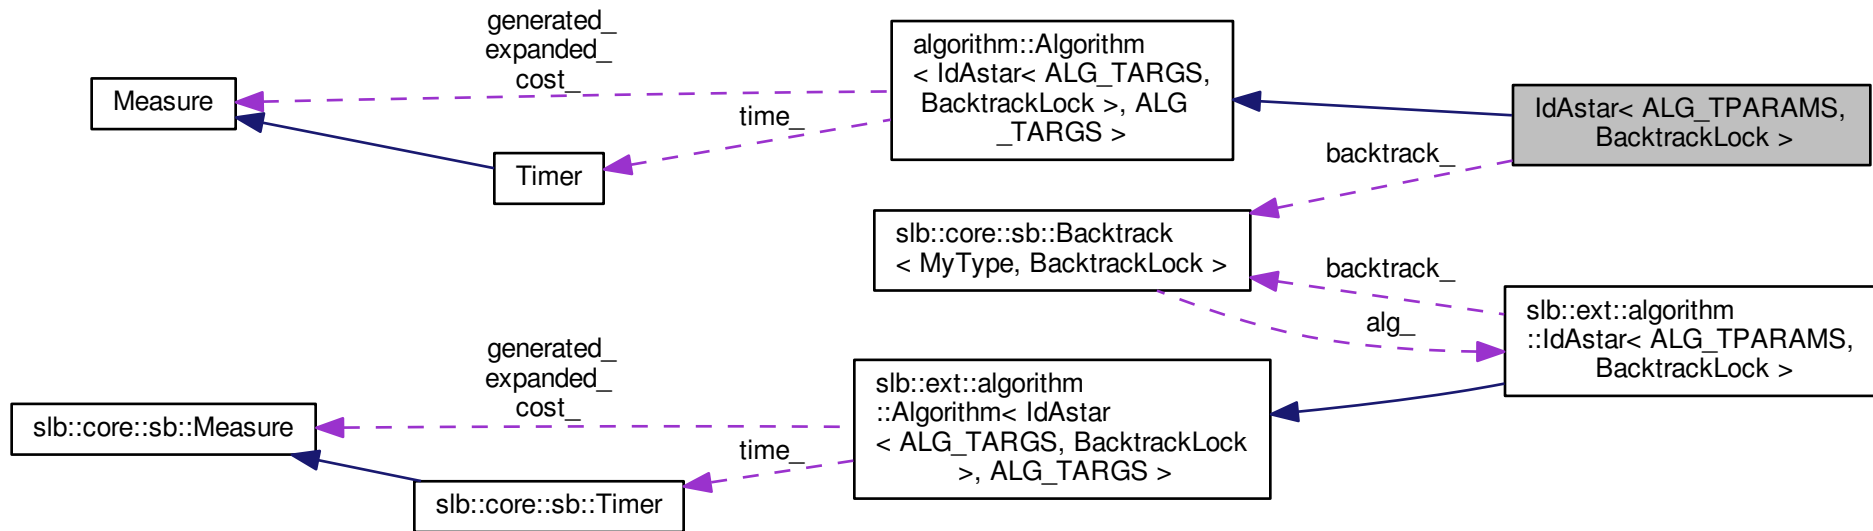 generated_
expanded_
cost_
Measure
time_
Timer
algorithm::Algorithm
< IdAstar< ALG_TARGS,
BacktrackLock >, ALG
_TARGS >
IdAstar< ALG_TPARAMS,
BacktrackLock >
backtrack_
slb::core::sb::Backtrack
< MyType, BacktrackLock >
backtrack_
alg_
slb::ext::algorithm
::IdAstar< ALG_TPARAMS,
BacktrackLock >
generated_
expanded_
cost_
slb::core::sb::Measure
time_
slb::core::sb::Timer
slb::ext::algorithm
::Algorithm< IdAstar
< ALG_TARGS, BacktrackLock
>, ALG_TARGS >